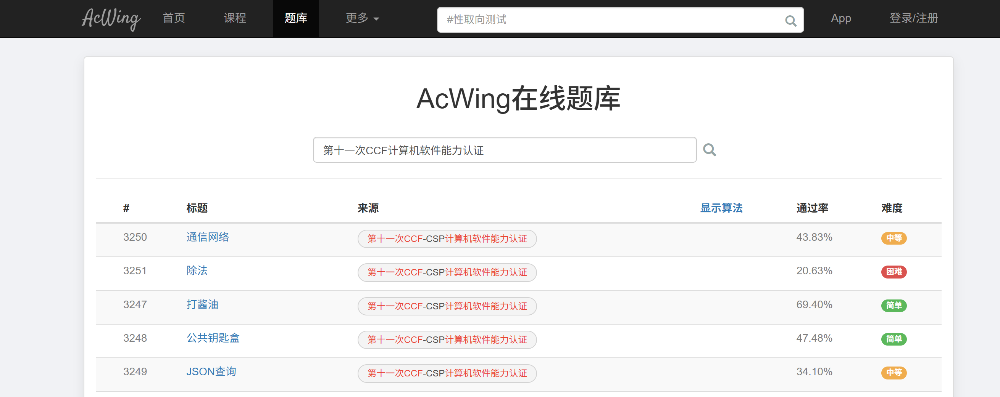 AcWing 首页 课程 题库 更多 #性取向测试 App 登录/注册
AcWing在线题库
第十一次CCF计算机软件能力认证
# 标题 来源 显示算法 通过率 难度
3250 通信网络 第十一次CCF-CSP计算机软件能力认证 43.83% 中等
3251 除法 第十一次CCF-CSP计算机软件能力认证 20.63% 困难
3247 打酱油 第十一次CCF-CSP计算机软件能力认证 69.40% 简单
3248 公共钥匙盒 第十一次CCF-CSP计算机软件能力认证 47.48% 简单
3249 JSON查询 第十一次CCF-CSP计算机软件能力认证 34.10% 中等